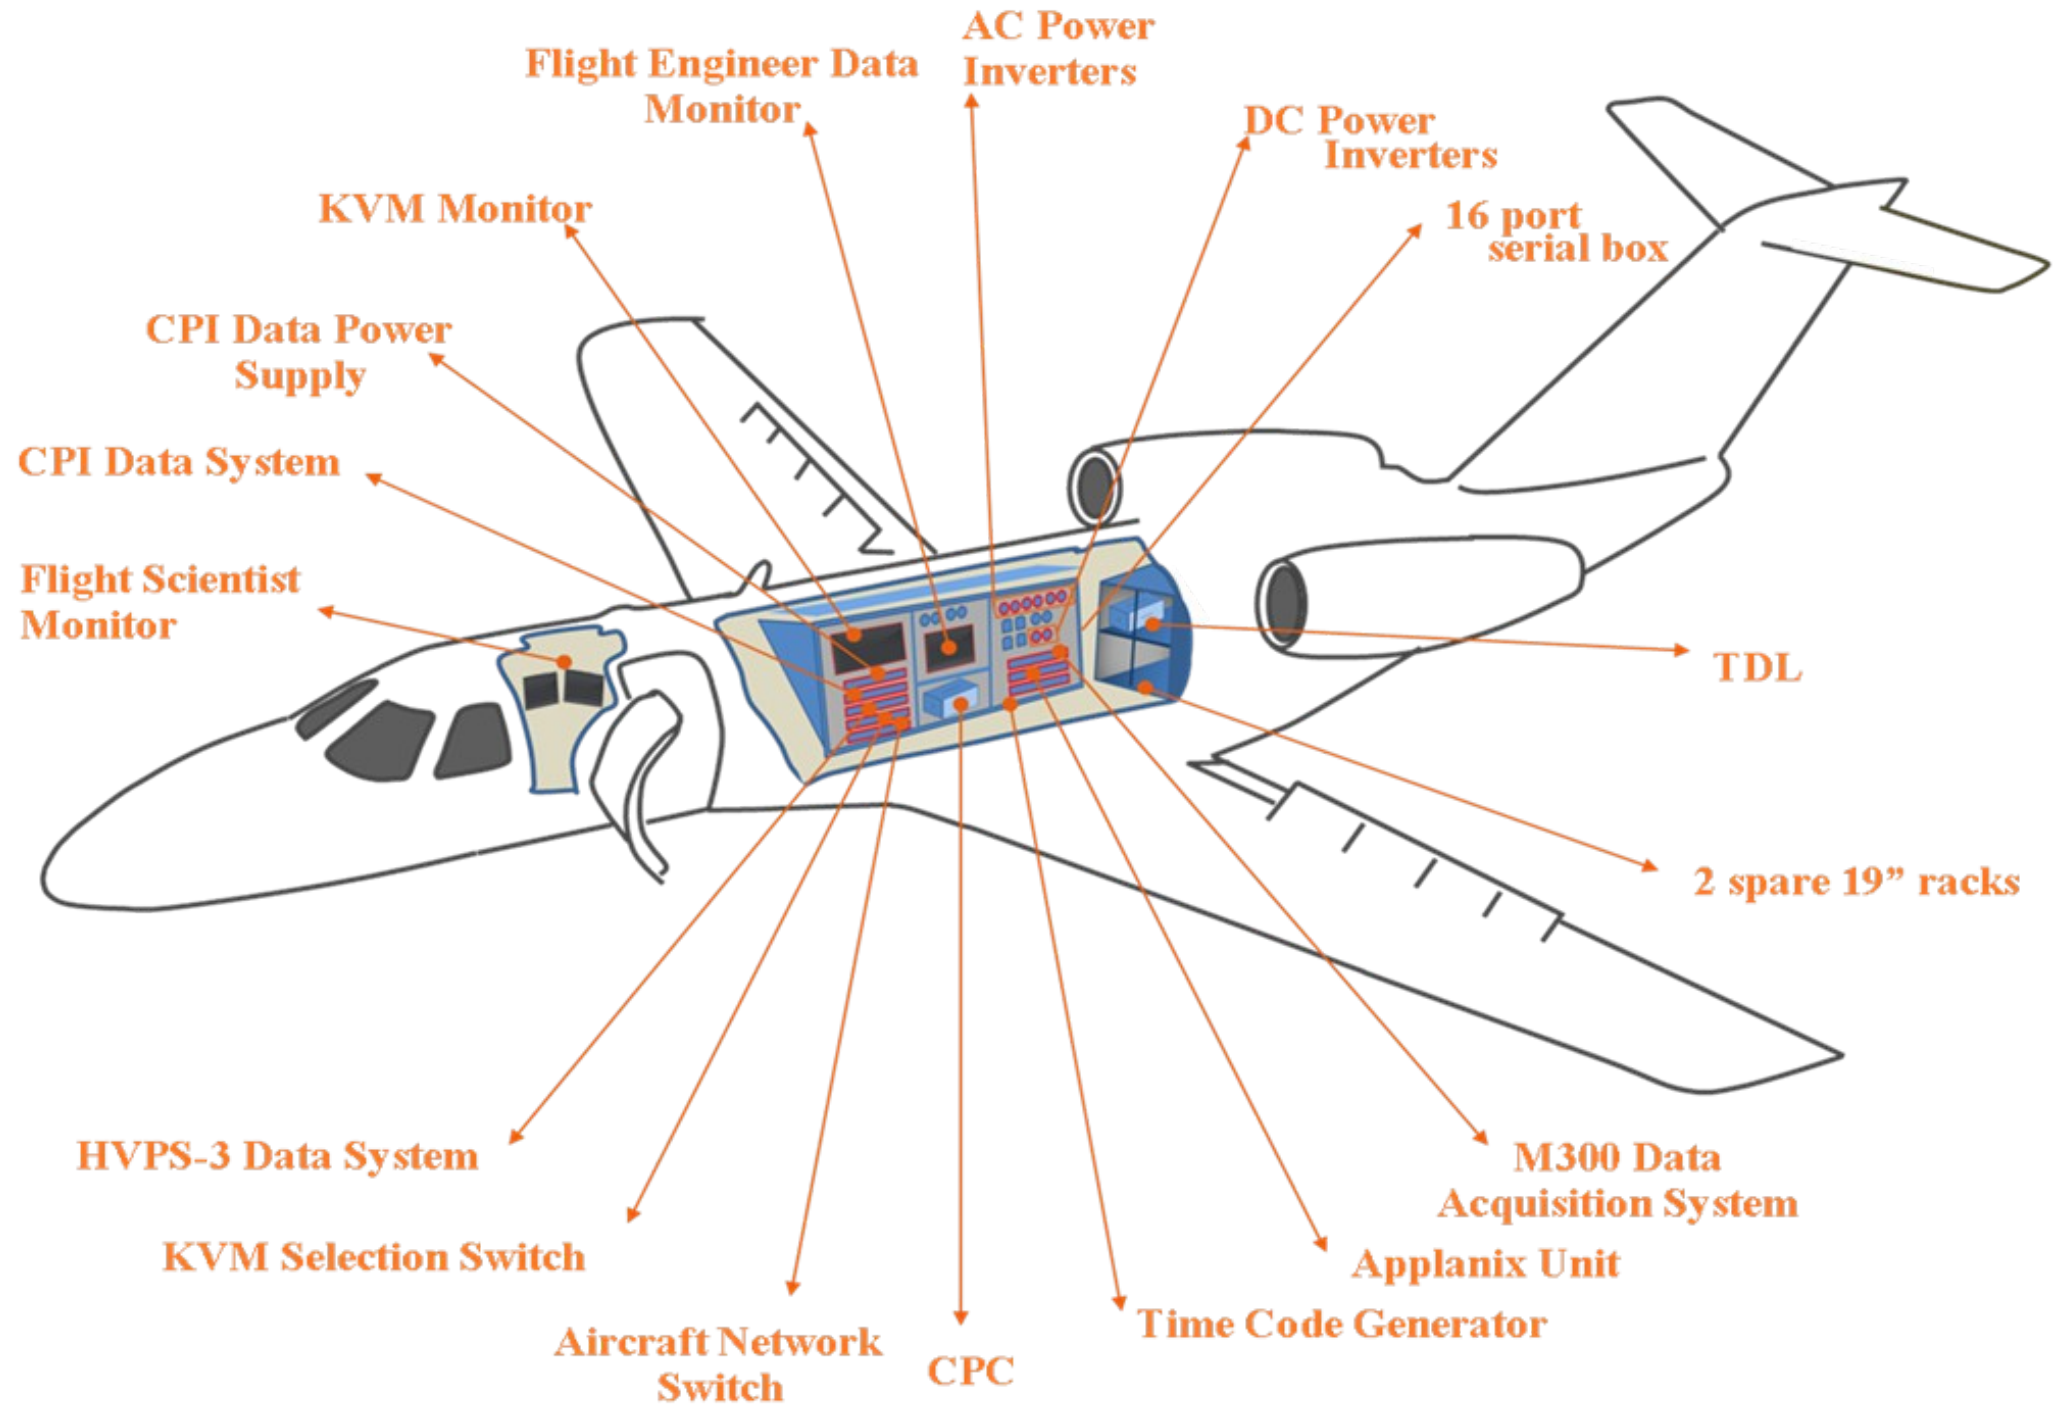 AC Power
Inverters
Flight Engineer Data
Monitor
DC Power
Inverters
KVM Monitor
16 port
serial box
CPI Data Power
Supply
CPI Data System
Flight Scientist
Monitor
TDL
2 spare 19” racks
HVPS-3 Data System
M300 Data
Acquisition System
KVM Selection Switch
Applanix Unit
Time Code Generator
Aircraft Network
Switch
CPC